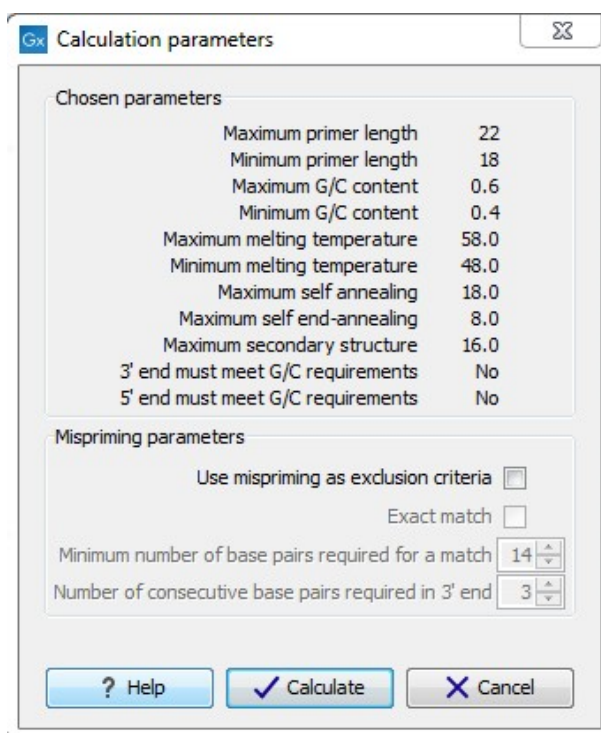 Gx Calculation parameters
Chosen parameters
Maximum primer length 22
Minimum primer length 18
Maximum G/C content 0.6
Minimum G/C content 0.4
Maximum melting temperature 58.0
Minimum melting temperature 48.0
Maximum self annealing 18.0
Maximum self end-annealing 8.0
Maximum secondary structure 16.0
3' end must meet G/C requirements No
5' end must meet G/C requirements No
Mispriming parameters
Use mispriming as exclusion criteria
Exact match
Minimum number of base pairs required for a match 14
Number of consecutive base pairs required in 3' end 3
? Help Calculate Cancel